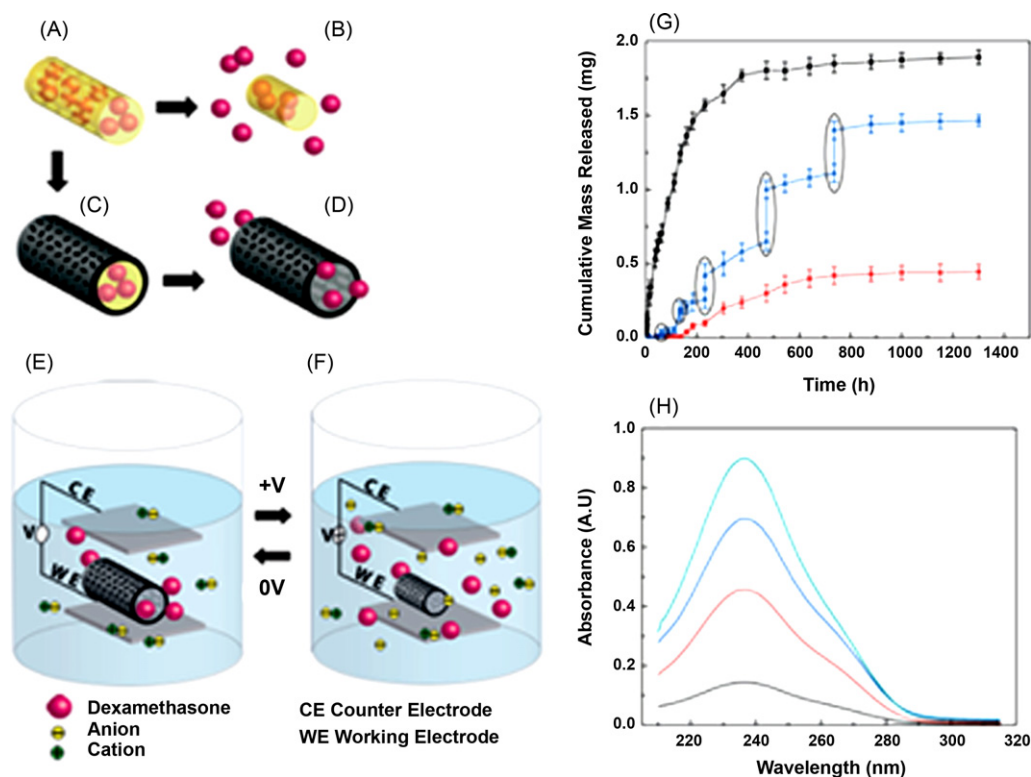 (A)
(B)
(C)
(D)
(E)
(F)
CE
V
WE
+V
0V
CE
V
WE
Dexamethasone
Anion
Cation
CE Counter Electrode
WE Working Electrode
(G)
Cumulative Mass Released (mg)
2.0
1.5
1.0
0.5
0.0
0 200 400 600 800 1000 1200 1400
Time (h)
(H)
Absorbance (A.U)
1.0
0.8
0.6
0.4
0.2
0.0
220 240 260 280 300 320
Wavelength (nm)